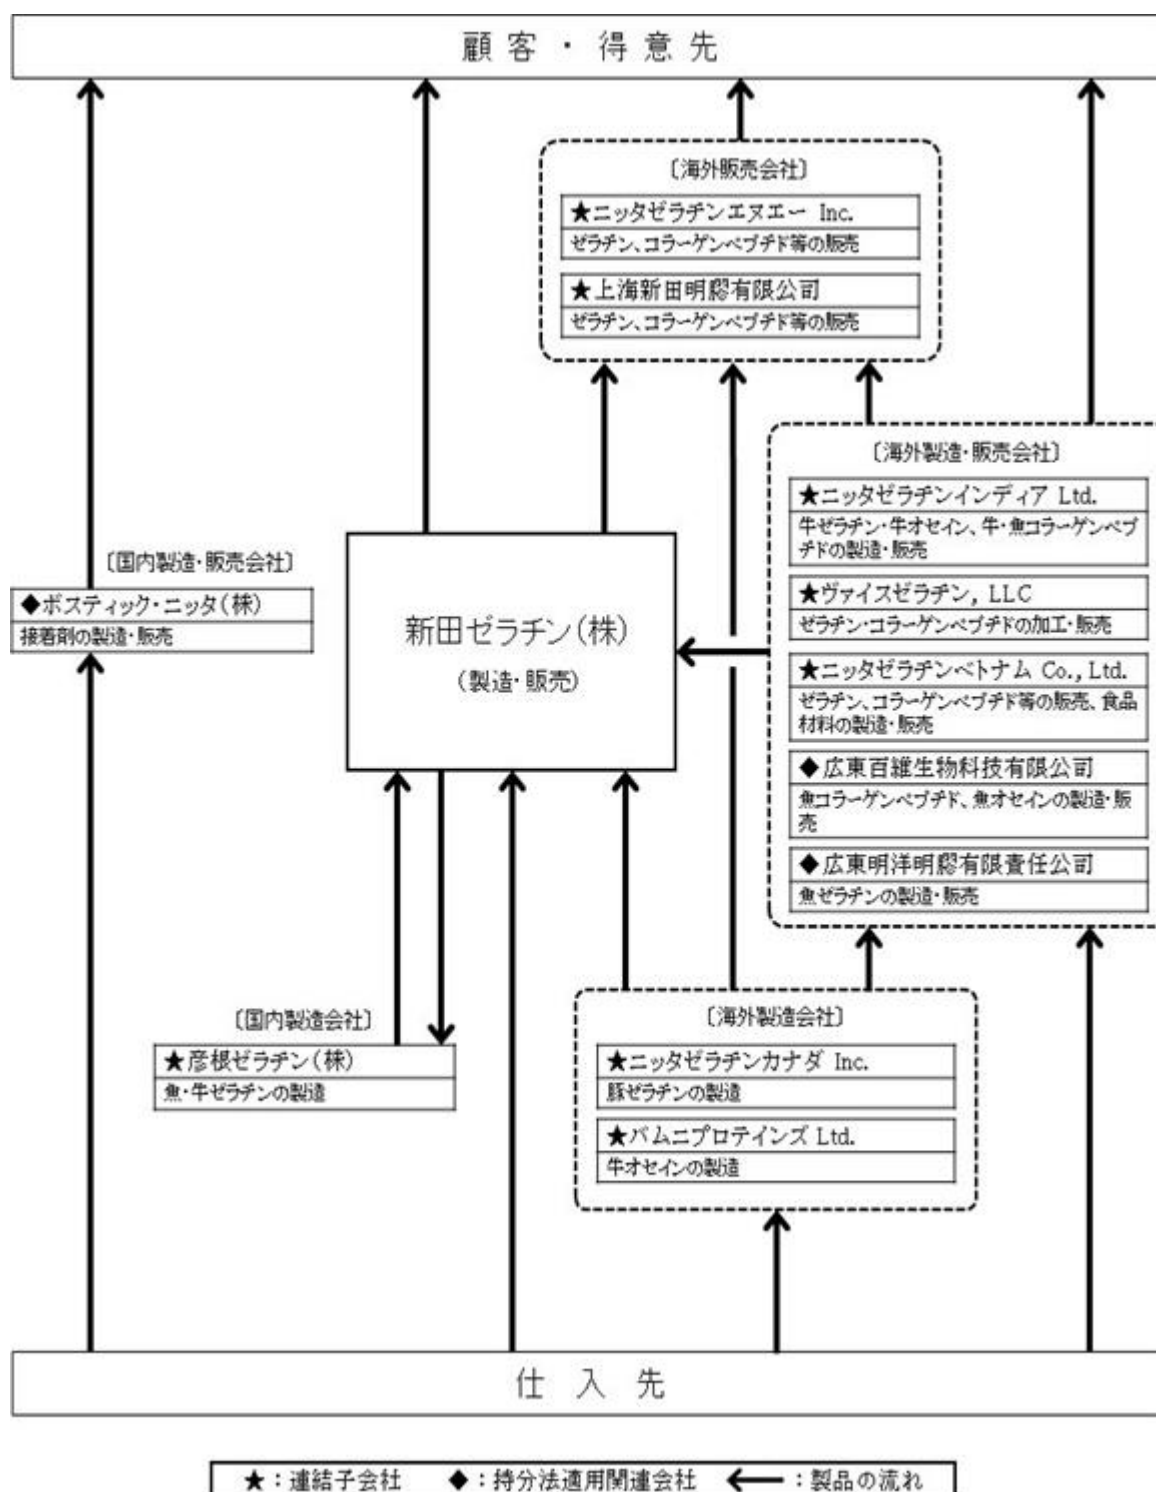 顧客・得意先
〔海外販売会社〕
★ニッタゼラチンエヌエー Inc.
ゼラチン、コラーゲンペプチド等の販売
★上海新田明膠有限公司
ゼラチン、コラーゲンペプチド等の販売
〔海外製造・販売会社〕
★ニッタゼラチンインディア Ltd.
牛ゼラチン・牛オセイン、牛・魚コラーゲンペプ
チドの製造・販売
★ヴァイスゼラチン, LLC
ゼラチン・コラーゲンペプチドの加工・販売
★ニッタゼラチンベトナム Co., Ltd.
ゼラチン、コラーゲンペプチド等の販売、食品
材料の製造・販売
◆広東百維生物科技有限公司
魚コラーゲンペプチド、魚オセインの製造・販
売
◆広東明洋明膠有限責任公司
魚ゼラチンの製造・販売
〔国内製造・販売会社〕
◆ボスティック・ニッタ(株)
接着剤の製造・販売
新田ゼラチン(株)
(製造・販売)
〔国内製造会社〕
★彦根ゼラチン(株)
魚・牛ゼラチンの製造
〔海外製造会社〕
★ニッタゼラチンカナダ Inc.
豚ゼラチンの製造
★バムニプロテインズ Ltd.
牛オセインの製造
仕入先
★:連結子会社 ◆:持分法適用関連会社 ←:製品の流れ